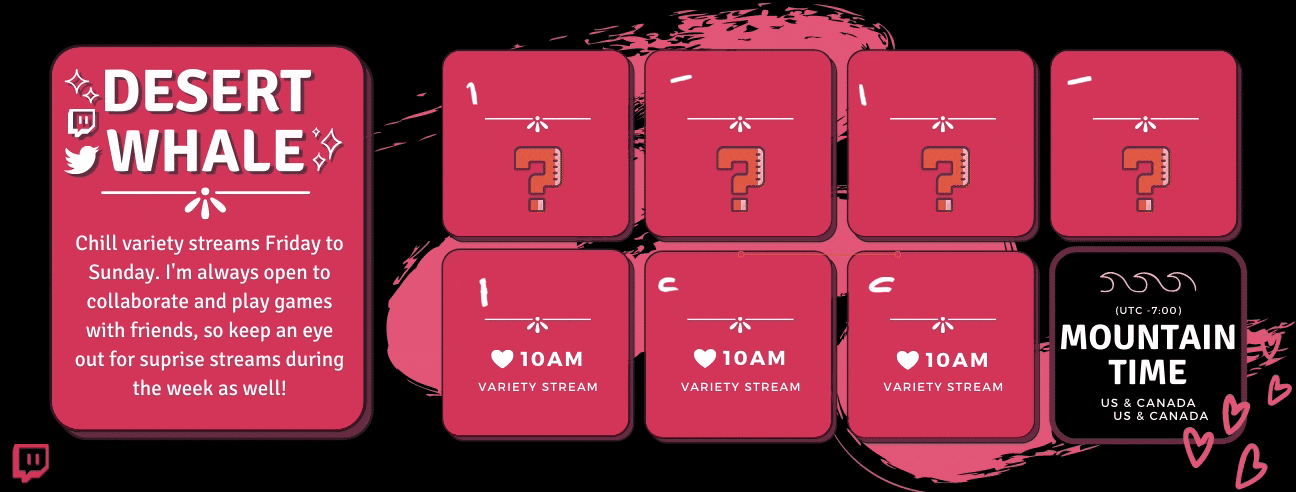 DESERT
WHALE
Chill variety streams Friday to
Sunday. I'm always open to
collaborate and play games
with friends, so keep an eye
out for suprise streams during
the week as well!
?
?
?
?
10AM
VARIETY STREAM
10AM
VARIETY STREAM
10AM
VARIETY STREAM
(UTC -7:00)
MOUNTAIN
TIME
US & CANADA
US & CANADA